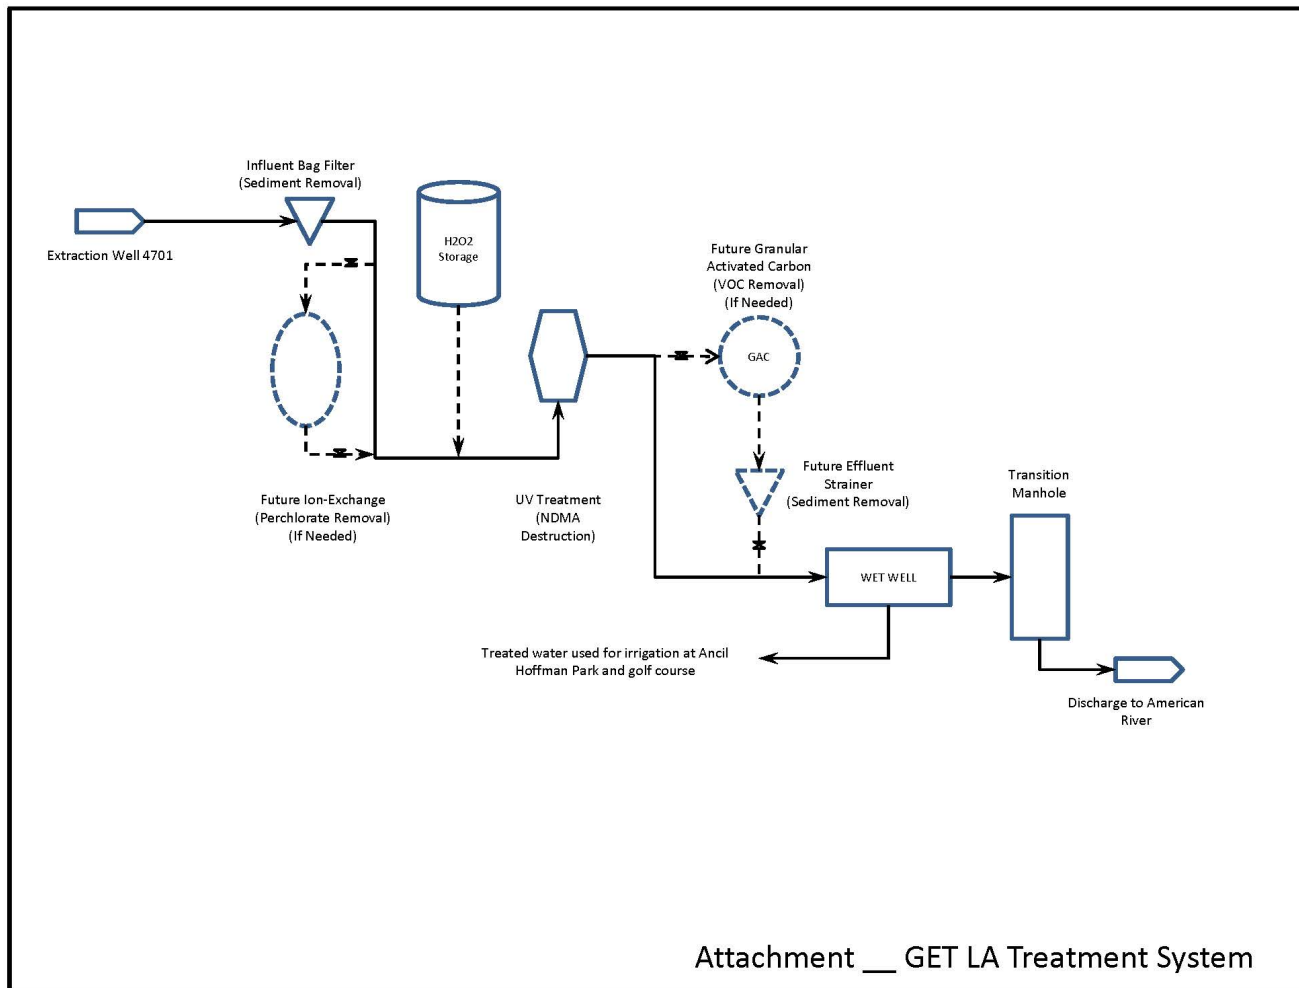 Influent Bag Filter
(Sediment Removal)
Extraction Well 4701
H2O2
Storage
Future Granular
Activated Carbon
(VOC Removal)
(If Needed)
GAC
Future Ion-Exchange
(Perchlorate Removal)
(If Needed)
UV Treatment
(NDMA
Destruction)
Future Effluent
Strainer
(Sediment Removal)
Transition
Manhole
WET WELL
Treated water used for irrigation at Ancil
Hoffman Park and golf course
Discharge to American
River
Attachment __ GET LA Treatment System